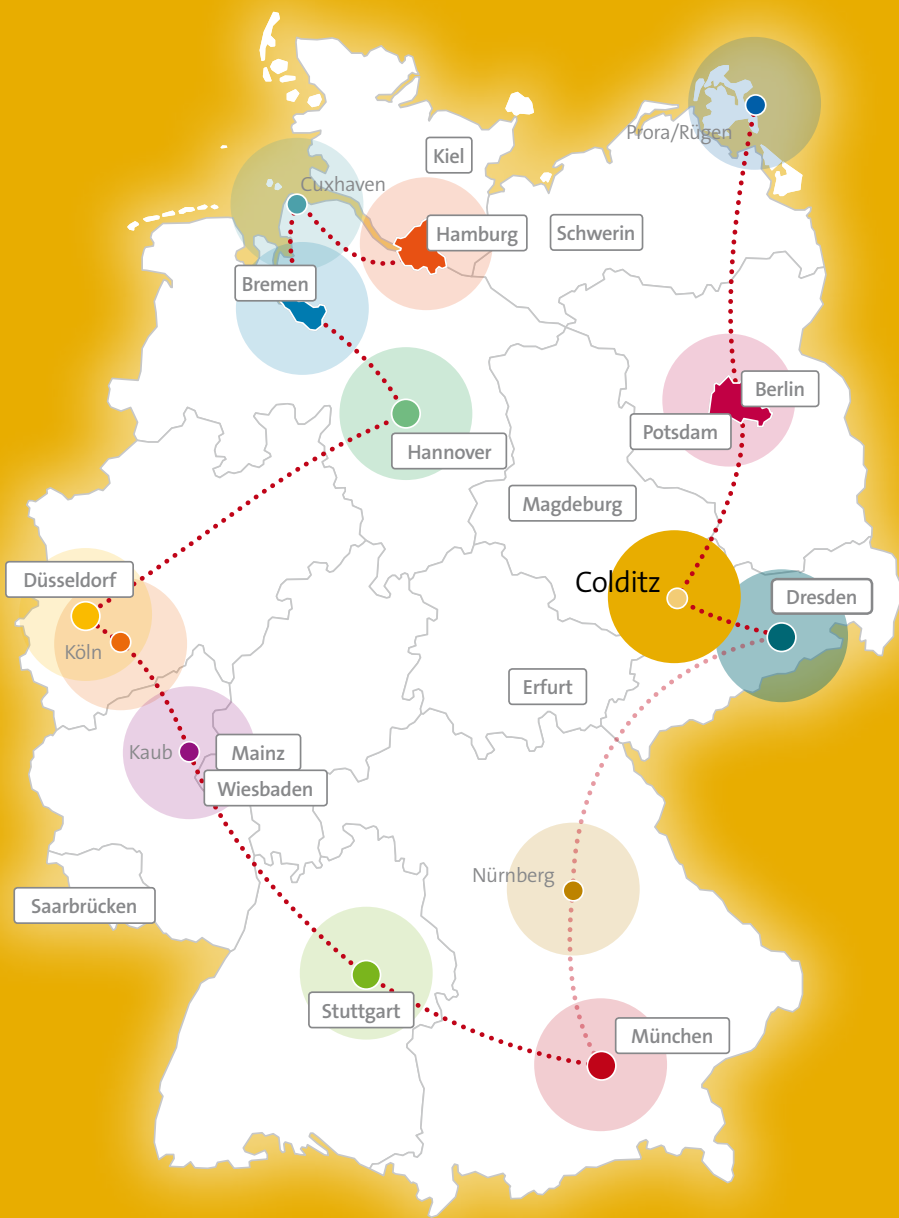 Prora/Rügen
Kiel
Cuxhaven
Hamburg
Schwerin
Bremen
Berlin
Potsdam
Hannover
Magdeburg
Düsseldorf
Colditz
Dresden
Köln
Erfurt
Kaub
Mainz
Wiesbaden
Nürnberg
Saarbrücken
Stuttgart
München